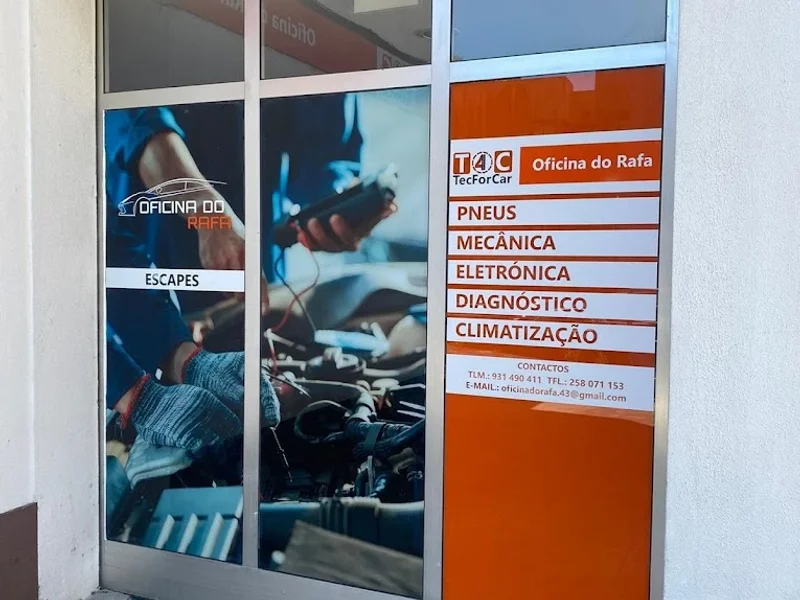 OFICINA DO
RAFA
ESCAPES
T4C
TecForCar
Oficina do Rafa
PNEUS
MECÂNICA
ELETRÓNICA
DIAGNÓSTICO
CLIMATIZAÇÃO
CONTACTOS
TLM.: 931 490 411 TFL.: 258 071 153
E-MAIL.: oficinadorafa.43@gmail.com